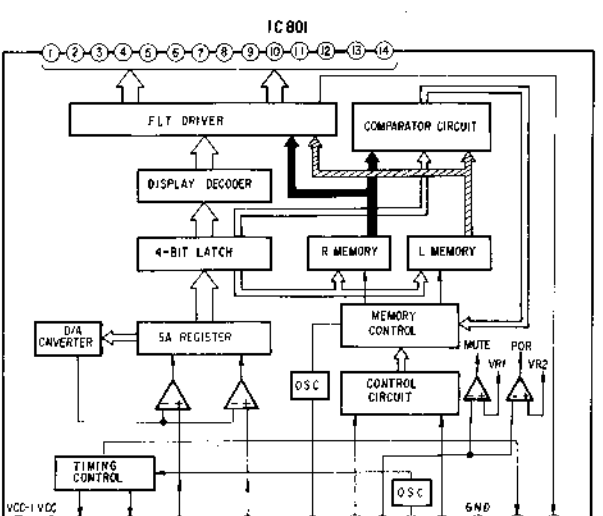 IC801
1 2 3 4 5 6 7 8 9 10 11 12 13 14
FLT DRIVER
COMPARATOR CIRCUIT
DISPLAY DECODER
4-BIT LATCH
R MEMORY
L MEMORY
MEMORY
CONTROL
D/A
CNVERTER
SA REGISTER
MUTE
POR
VR1
VR2
OSC
CONTROL
CIRCUIT
TIMING
CONTROL
OSC
VCC-1 VCC
GND